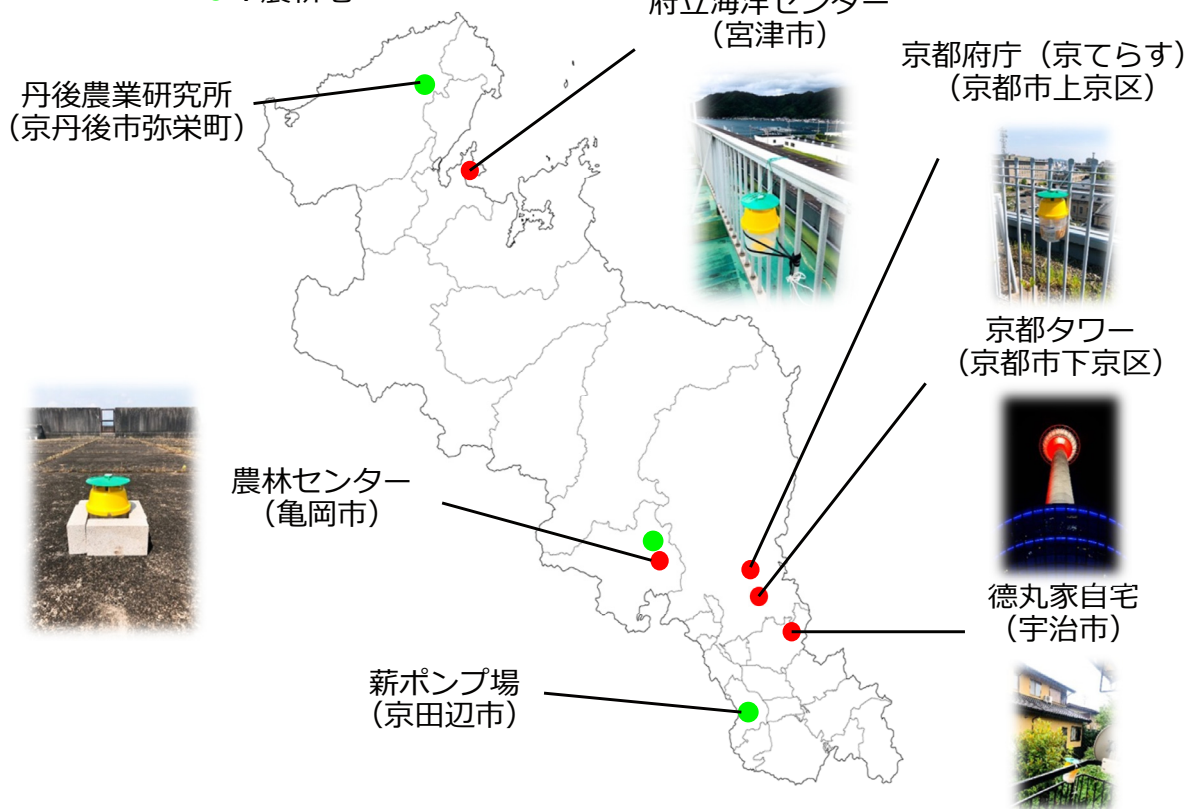 府立海洋センター
（宮津市）
京都府庁（京てらす）
（京都市上京区）
丹後農業研究所
（京丹後市弥栄町）
京都タワー
（京都市下京区）
農林センター
（亀岡市）
徳丸家自宅
（宇治市）
薪ポンプ場
（京田辺市）